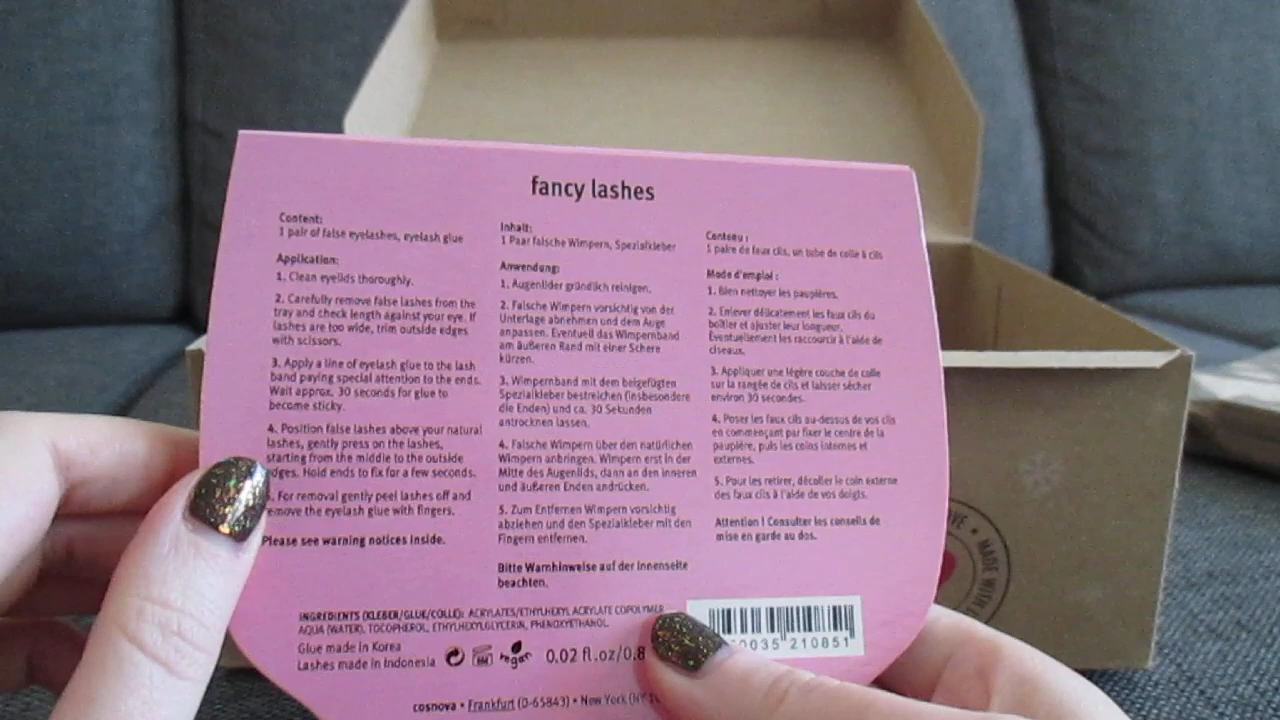 fancy lashes
Content:
1 pair of false eyelashes, eyelash glue
Application:
1. Clean eyelids thoroughly.
2. Carefully remove false lashes from the
tray and check length against your eye. If
lashes are too wide, trim outside edges
with scissors.
3. Apply a line of eyelash glue to the lash
band paying special attention to the ends.
Wait approx. 30 seconds for glue to
become sticky.
4. Position false lashes above your natural
lashes, gently press on the lashes,
starting from the middle to the outside
edges. Hold ends to fix for a few seconds.
5. For removal gently peel lashes off and
remove the eyelash glue with fingers.
Please see warning notices inside.
Inhalt:
1 Paar falsche Wimpern, Spezialkleber
Anwendung:
1. Augenlider gründlich reinigen.
2. Falsche Wimpern vorsichtig von der
Unterlage abnehmen und dem Auge
anpassen. Eventuell das Wimpernband
am äußeren Rand mit einer Schere
kürzen.
3. Wimpernband mit dem beigefügten
Spezialkleber bestreichen (insbesondere
die Enden) und ca. 30 Sekunden
antrocknen lassen.
4. Falsche Wimpern über den natürlichen
Wimpern anbringen. Wimpern erst in der
Mitte des Augenlids, dann an den inneren
und äußeren Enden andrücken.
5. Zum Entfernen Wimpern vorsichtig
abziehen und den Spezialkleber mit den
Fingern entfernen.
Bitte Warnhinweise auf der Innenseite
beachten.
Contenu :
1 paire de faux cils, un tube de colle à cils
Mode d'emploi :
1. Bien nettoyer les paupières.
2. Enlever délicatement les faux cils du
boîtier et ajuster leur longueur.
Eventuellement les raccourcir à l'aide de
ciseaux.
3. Appliquer une légère couche de colle
sur la rangée de cils et laisser sécher
environ 30 secondes.
4. Poser les faux cils au-dessus de vos cils
en commençant par fixer le centre de la
paupière, puis les coins internes et
externes.
5. Pour les retirer, décoller le coin externe
des faux cils à l'aide de vos doigts.
Attention ! Consulter les conseils de
mise en garde au dos.
INGREDIENTS (KLEBER/GLUE/COLLE): ACRYLATES/ETHYLHEXYL ACRYLATE COPOLYMER
AQUA (WATER), TOCOPHEROL, ETHYLHEXYLGLYCERIN, PHENOXYETHANOL.
Glue made in Korea
Lashes made in Indonesia
vegan
0.02 fl.oz/0.8
0035 210851
cosnova • Frankfurt (D-65843) • New York (NY
MADE WITH